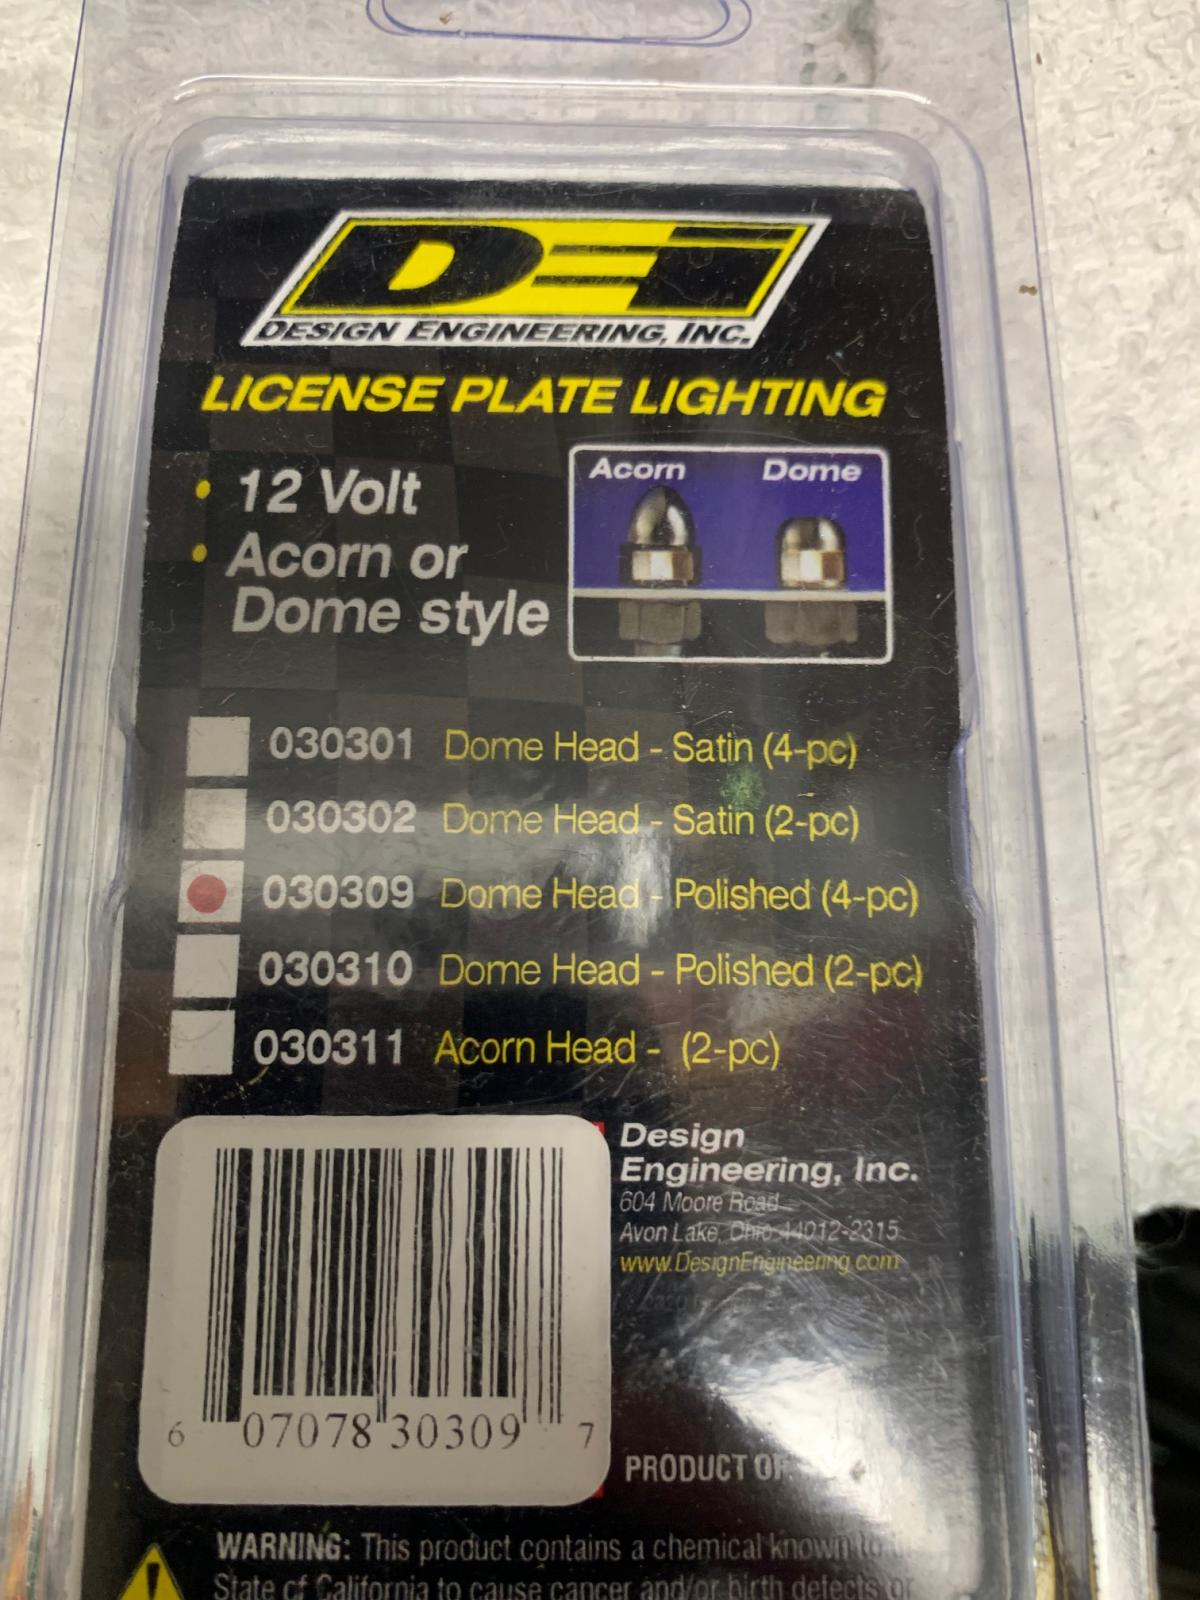 DEi
DESIGN ENGINEERING, INC.
LICENSE PLATE LIGHTING
• 12 Volt
• Acorn or
Dome style
Acorn Dome
030301 Dome Head - Satin (4-pc)
030302 Dome Head - Satin (2-pc)
030309 Dome Head - Polished (4-pc)
030310 Dome Head - Polished (2-pc)
030311 Acorn Head - (2-pc)
Design
Engineering, Inc.
604 Moore Road
Avon Lake, Ohio 44012-2315
www.DesignEngineering.com
6 07078 30309 7
PRODUCT OF
WARNING: This product contains a chemical known to
State of California to cause cancer and/or birth defects or